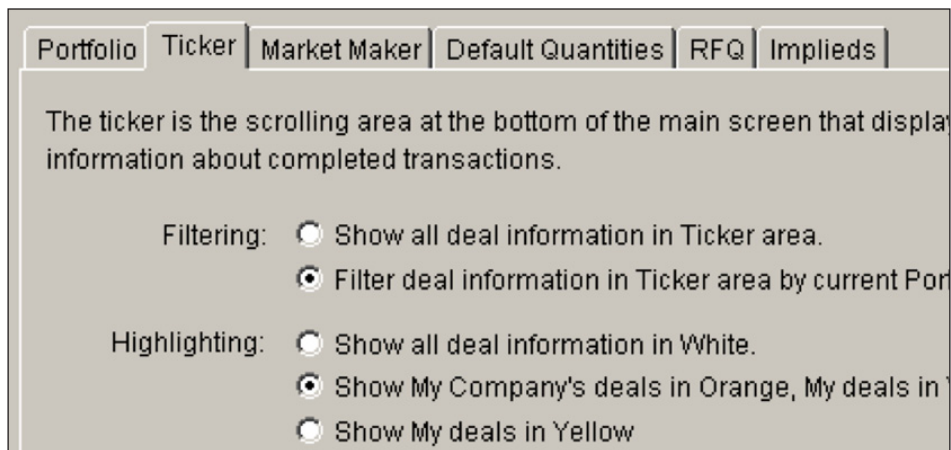 Portfolio Ticker Market Maker Default Quantities RFQ Implieds
The ticker is the scrolling area at the bottom of the main screen that
information about completed transactions.
Filtering: Show all deal information in Ticker area.
Filter deal information in Ticker area by current
Highlighting: Show all deal information in White.
Show My Company's deals in Orange, My deals in
Show My deals in Yellow